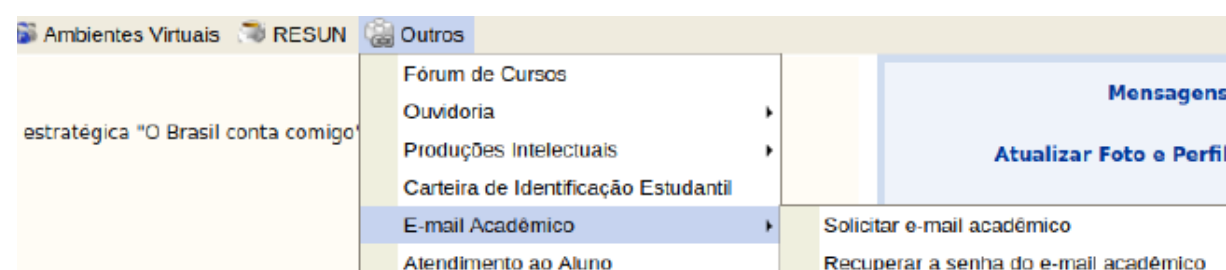 Ambientes Virtuais RESUN Outros
Fórum de Cursos
Ouvidoria
Produções Intelectuais
Carteira de Identificação Estudantil
E-mail Acadêmico
Atendimento ao Aluno
Solicitar e-mail acadêmico
Recuperar a senha do e-mail acadêmico
estratégica "O Brasil conta comigo"
Mensagens
Atualizar Foto e Perfil